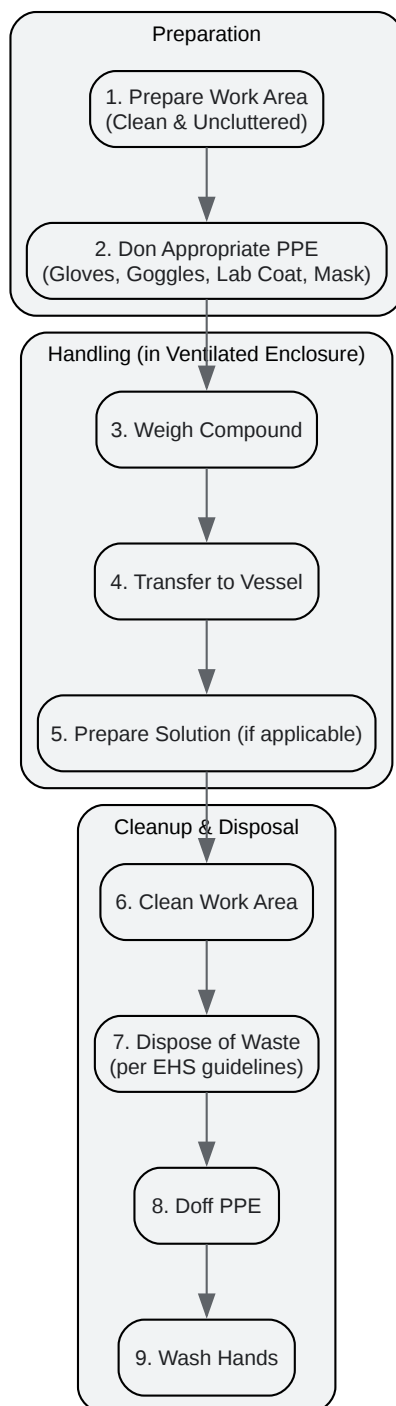 Preparation
1. Prepare Work Area
(Clean & Uncluttered)
2. Don Appropriate PPE
(Gloves, Goggles, Lab Coat, Mask)
Handling (in Ventilated Enclosure)
3. Weigh Compound
4. Transfer to Vessel
5. Prepare Solution (if applicable)
Cleanup & Disposal
6. Clean Work Area
7. Dispose of Waste
(per EHS guidelines)
8. Doff PPE
9. Wash Hands